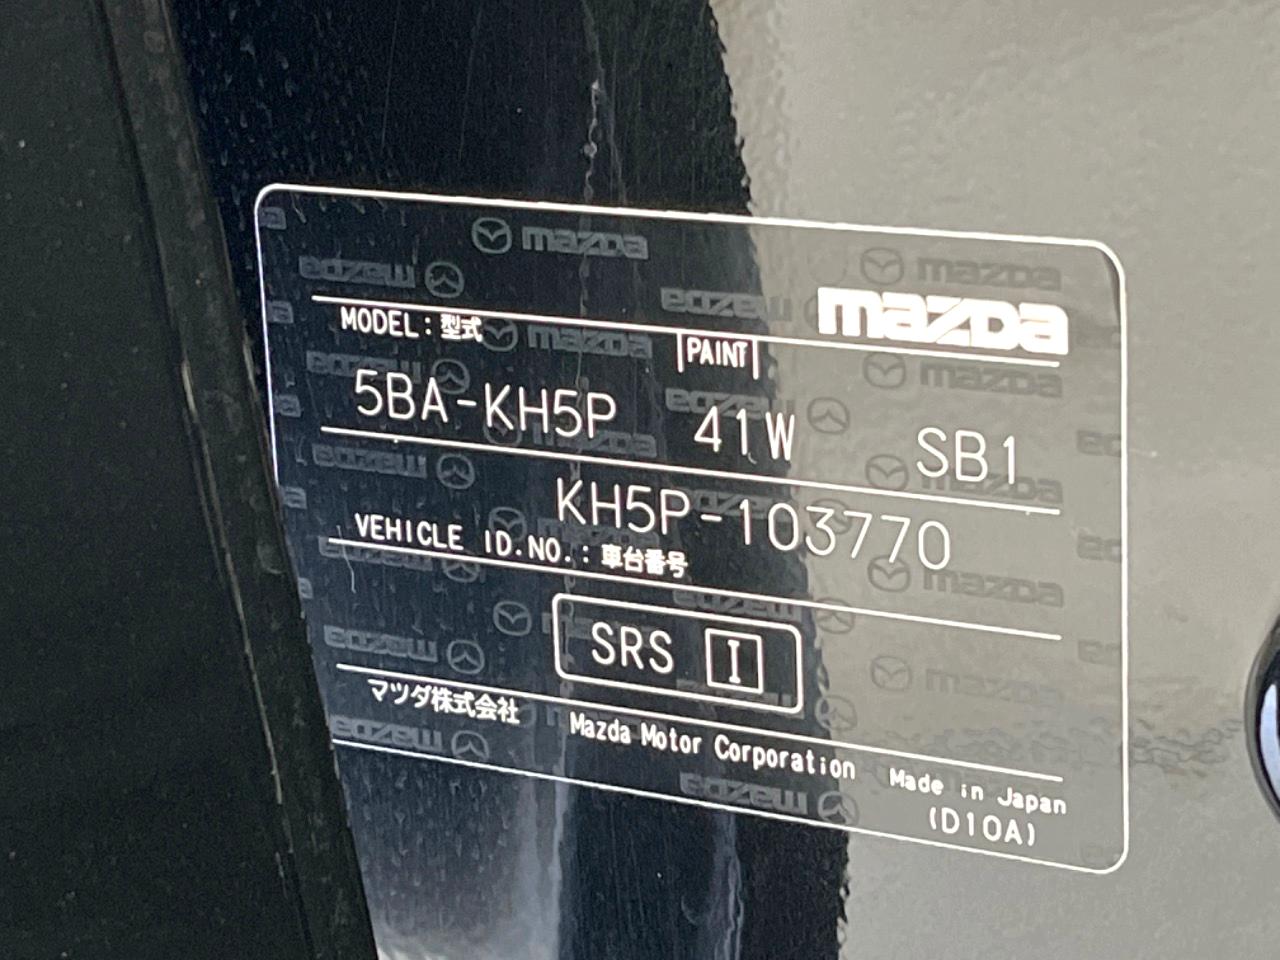 mazda
MODEL : 型式
PAINT
5BA-KH5P 41W SB1
KH5P-103770
VEHICLE ID.NO. : 車台番号
SRS I
マツダ株式会社 Mazda Motor Corporation Made in Japan
(D10A)